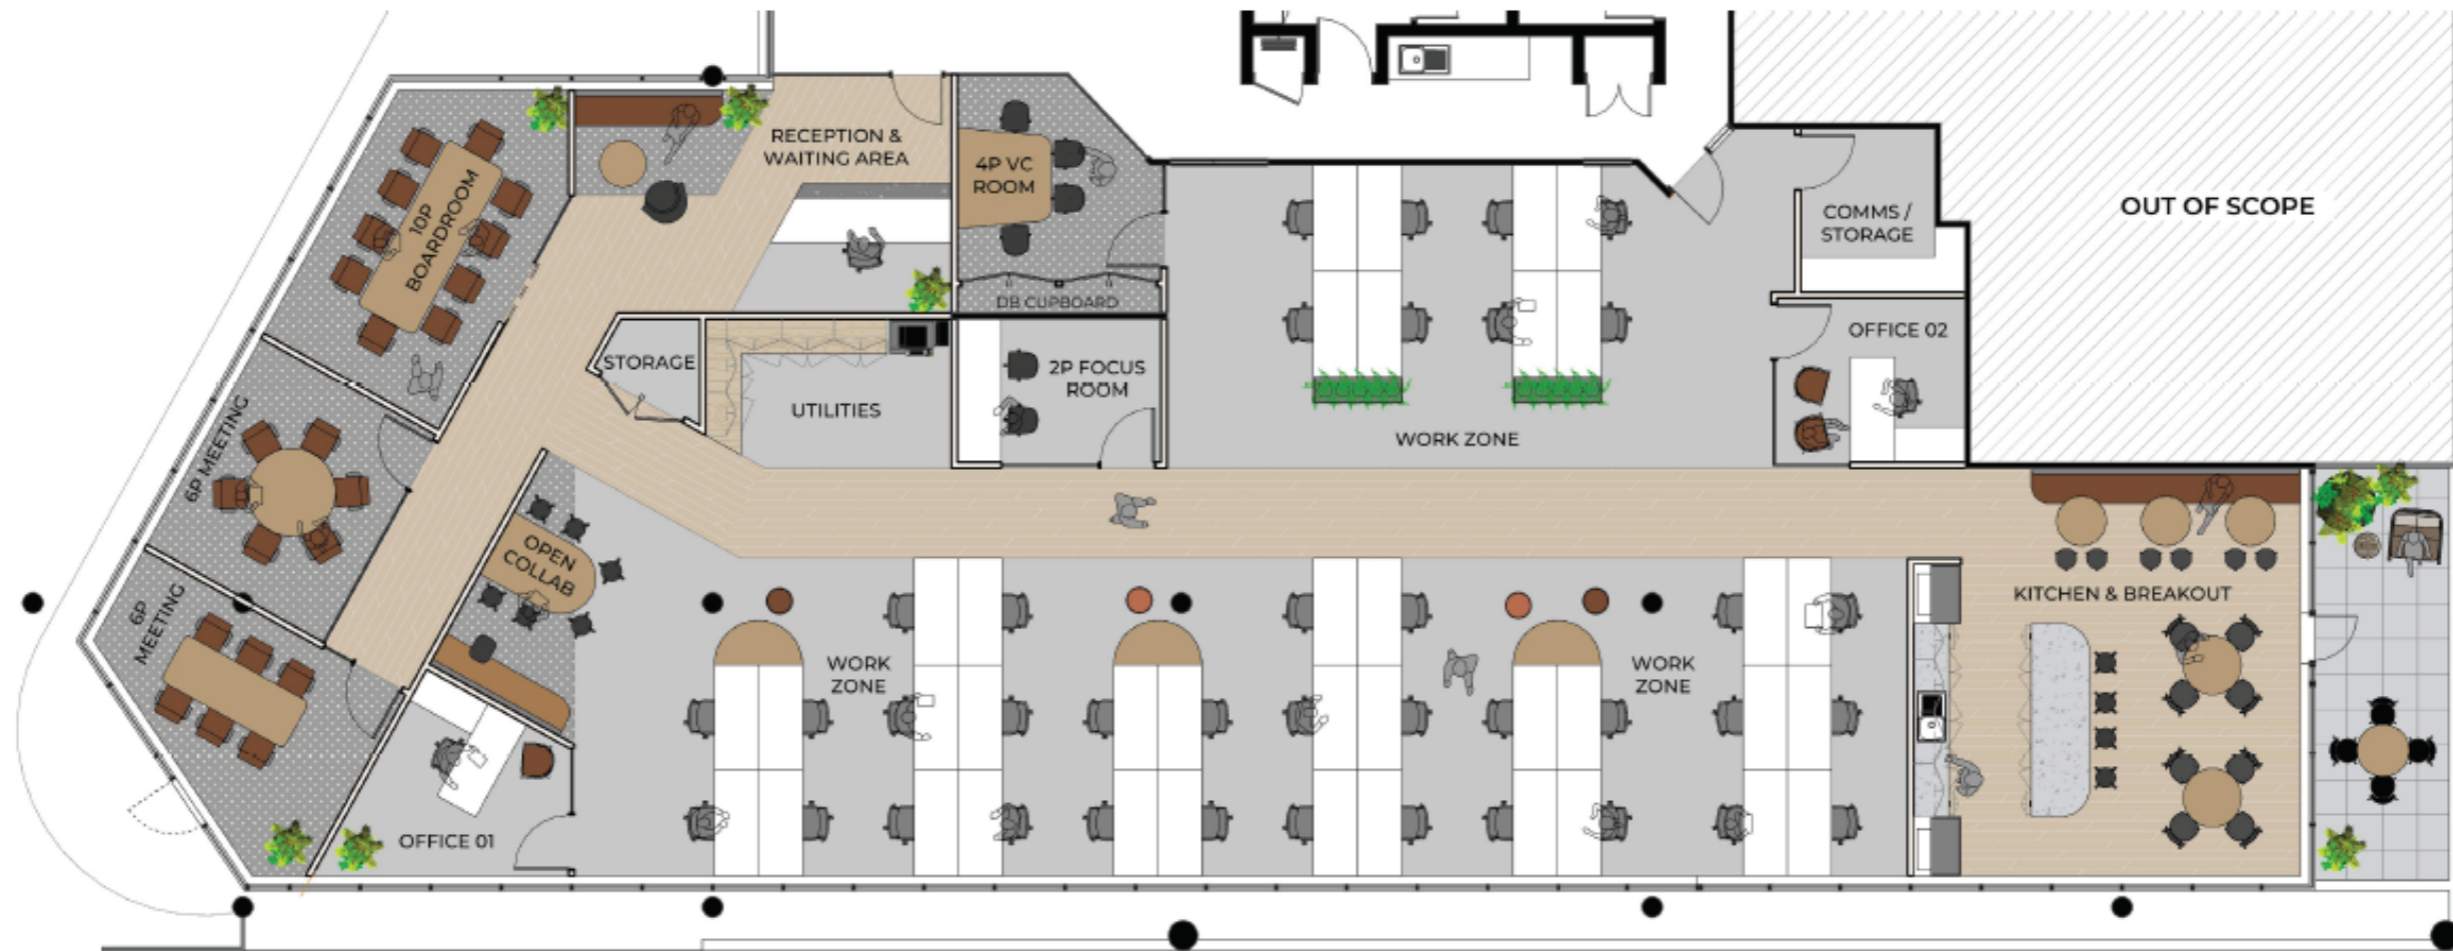 RECEPTION &
WAITING AREA
4P VC
ROOM
10P
BOARDROOM
COMMS /
STORAGE
OUT OF SCOPE
DB CUPBOARD
OFFICE 02
STORAGE
2P FOCUS
ROOM
UTILITIES
WORK ZONE
6P MEETING
OPEN
COLLAB
KITCHEN & BREAKOUT
6P
MEETING
WORK
ZONE
WORK
ZONE
OFFICE 01